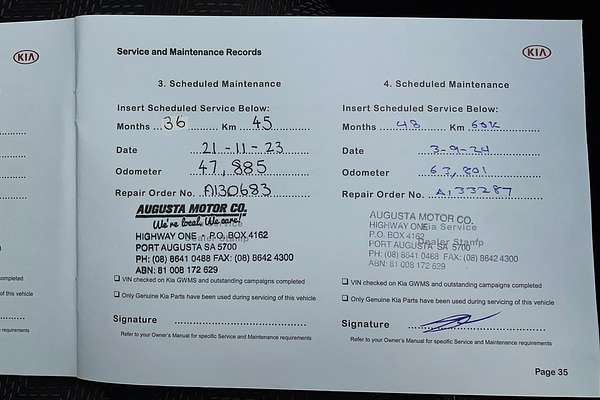 KIA
KIA
Service and Maintenance Records
3. Scheduled Maintenance
Insert Scheduled Service Below:
Months ...36............ Km ....45..............
Date 21-11-23
Odometer 47,885
Repair Order No. A130683
AUGUSTA MOTOR CO.
We're local, We care!
HIGHWAY ONE - P.O. BOX 4162
PORT AUGUSTA SA 5700
PH: (08) 8641 0488 FAX: (08) 8642 4300
ABN: 81 008 172 629
VIN checked on Kia GWMS and outstanding campaigns completed
Only Genuine Kia Parts have been used during servicing of this vehicle
Signature
Refer to your Owner's Manual for specific Service and Maintenance requirements
4. Scheduled Maintenance
Insert Scheduled Service Below:
Months 48 Km 60K
Date 3-9-24
Odometer 63,801
Repair Order No. A133287
AUGUSTA MOTOR CO.
Kia Service
HIGHWAY ONE
P.O. BOX 4162
Dealer Stamp
PORT AUGUSTA SA 5700
PH: (08) 8641 0488 FAX: (08) 8642 4300
ABN: 81 008 172 629
VIN checked on Kia GWMS and outstanding campaigns completed
Only Genuine Kia Parts have been used during servicing of this vehicle
Signature
Refer to your Owner's Manual for specific Service and Maintenance requirements
Page 35
completed
of this vehicle
requirements